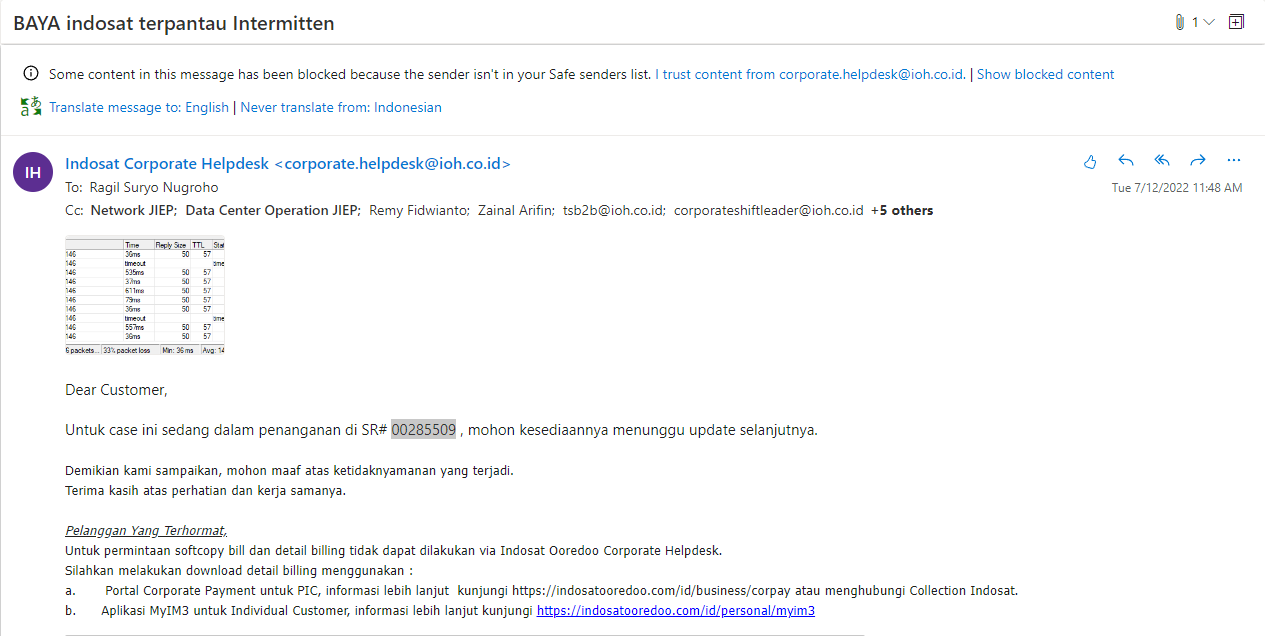 BAYA indosat terpantau Intermitten
1
Some content in this message has been blocked because the sender isn't in your Safe senders list. I trust content from corporate.helpdesk@ioh.co.id. | Show blocked content
Translate message to: English | Never translate from: Indonesian
IH
Indosat Corporate Helpdesk <corporate.helpdesk@ioh.co.id>
To: Ragil Suryo Nugroho
Tue 7/12/2022 11:48 AM
Cc: Network JIEP; Data Center Operation JIEP; Remy Fidwianto; Zainal Arifin; tsb2b@ioh.co.id; corporateshiftleader@ioh.co.id +5 others
Time Reply Size TTL Stat
146 36ms 50 57
146 timeout time
146 535ms 50 57
146 37ms 50 57
146 611ms 50 57
146 79ms 50 57
146 36ms 50 57
146 timeout time
146 557ms 50 57
146 36ms 50 57
6 packets... 33% packet loss Min: 36 ms Avg: 14
Dear Customer,
Untuk case ini sedang dalam penanganan di SR# 00285509 , mohon kesediaannya menunggu update selanjutnya.
Demikian kami sampaikan, mohon maaf atas ketidaknyamanan yang terjadi.
Terima kasih atas perhatian dan kerja samanya.
Pelanggan Yang Terhormat,
Untuk permintaan softcopy bill dan detail billing tidak dapat dilakukan via Indosat Ooredoo Corporate Helpdesk.
Silahkan melakukan download detail billing menggunakan :
a. Portal Corporate Payment untuk PIC, informasi lebih lanjut kunjungi https://indosatooredoo.com/id/business/corpay atau menghubungi Collection Indosat.
b. Aplikasi MyIM3 untuk Individual Customer, informasi lebih lanjut kunjungi https://indosatooredoo.com/id/personal/myim3